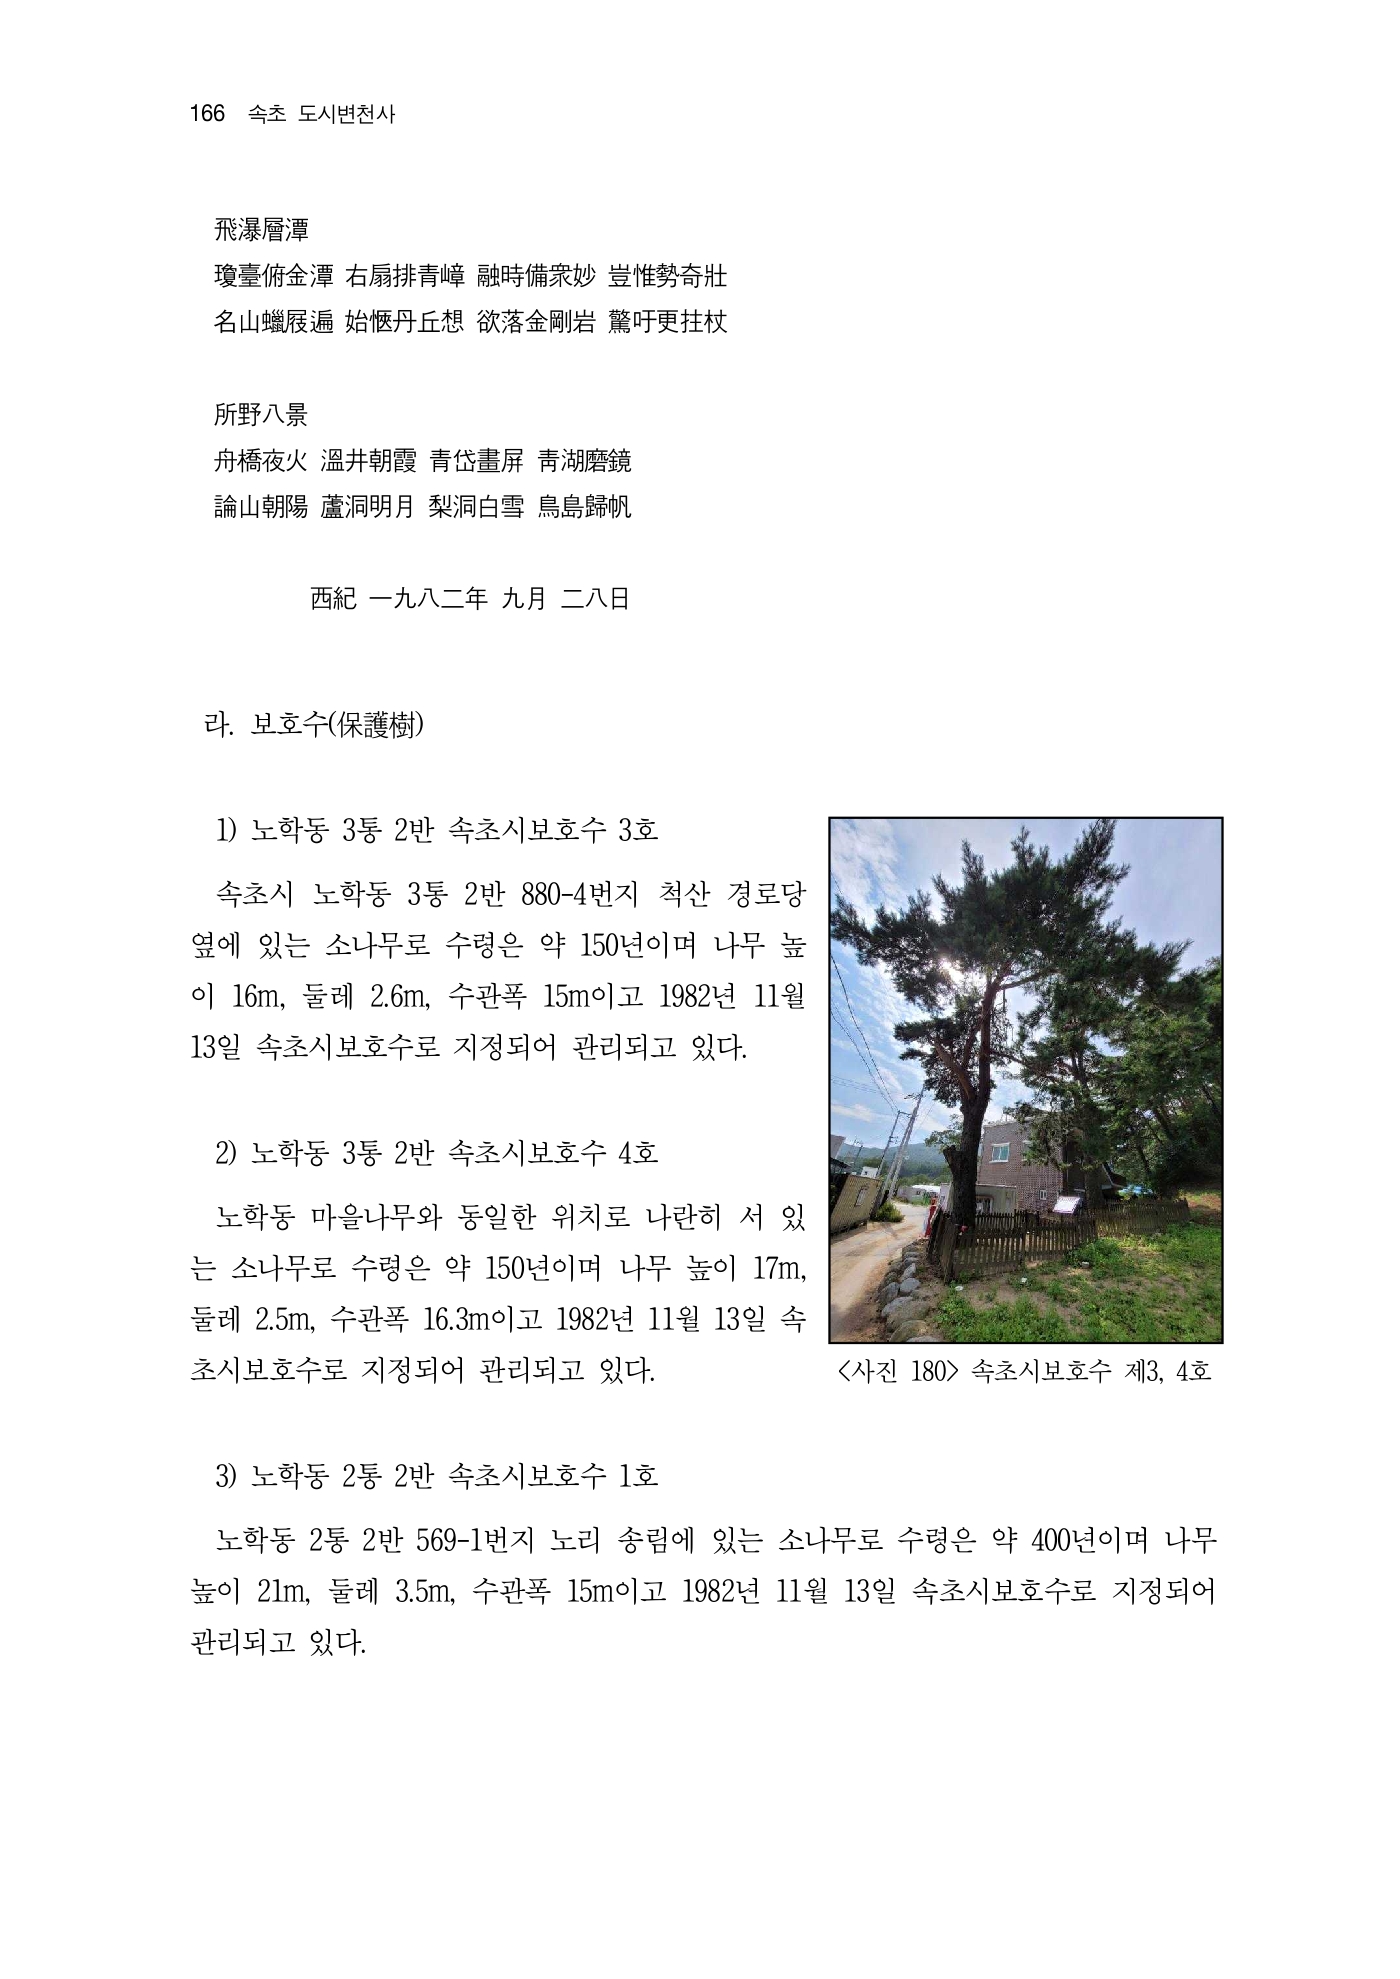 166 속초 도시변천사
飛瀑層潭
瓊臺俯金潭 右扇排青嶂 融時備衆妙 豈惟勢奇壯
名山蠟屐遍 始愜丹丘想 欲落金剛岩 驚吁更拄杖
所野八景
舟橋夜火 溫井朝霞 青岱畫屏 靑湖磨鏡
論山朝陽 蘆洞明月 梨洞白雪 鳥島歸帆
西紀 一九八二年 九月 二八日
라. 보호수(保護樹)
1) 노학동 3통 2반 속초시보호수 3호
속초시 노학동 3통 2반 880-4번지 척산 경로당
옆에 있는 소나무로 수령은 약 150년이며 나무 높
이 16m, 둘레 2.6m, 수관폭 15m이고 1982년 11월
13일 속초시보호수로 지정되어 관리되고 있다.
2) 노학동 3통 2반 속초시보호수 4호
노학동 마을나무와 동일한 위치로 나란히 서 있
는 소나무로 수령은 약 150년이며 나무 높이 17m,
둘레 2.5m, 수관폭 16.3m이고 1982년 11월 13일 속
초시보호수로 지정되어 관리되고 있다.
<사진 180> 속초시보호수 제3, 4호
3) 노학동 2통 2반 속초시보호수 1호
노학동 2통 2반 569-1번지 노리 송림에 있는 소나무로 수령은 약 400년이며 나무
높이 21m, 둘레 3.5m, 수관폭 15m이고 1982년 11월 13일 속초시보호수로 지정되어
관리되고 있다.